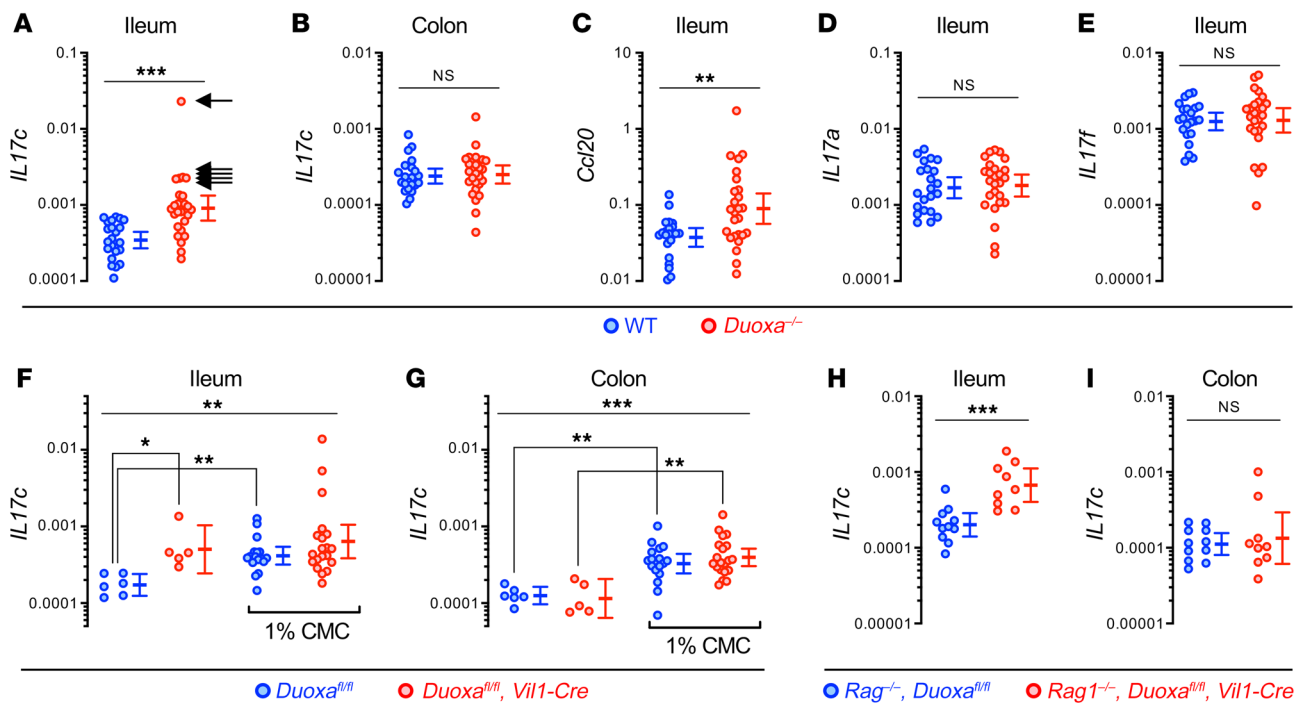 A Ileum
IL17c
0.1
0.01
0.001
0.0001
***
B Colon
IL17c
0.01
0.001
0.0001
0.00001
NS
C Ileum
Ccl20
10
1
0.1
0.01
**
D Ileum
IL17a
0.1
0.01
0.001
0.0001
NS
E Ileum
IL17f
0.01
0.001
0.0001
0.00001
NS
WT Duoxa–/–
F Ileum
IL17c
0.01
0.001
0.0001
**
*
**
1% CMC
G Colon
IL17c
0.01
0.001
0.0001
***
**
**
1% CMC
Duoxafl/fl Duoxafl/fl, Vil1-Cre
H Ileum
IL17c
0.01
0.001
0.0001
0.00001
***
I Colon
IL17c
0.01
0.001
0.0001
0.00001
NS
Rag–/–, Duoxafl/fl Rag1–/–, Duoxafl/fl, Vil1-Cre